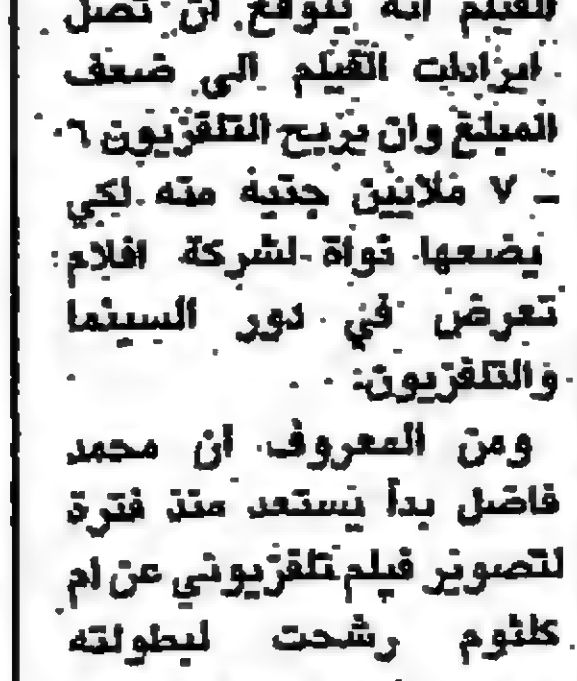 الفيلم انه يتوقع ان تصل
ايرادات الفيلم الى ضعف
المبلغ وان يربح التلفزيون ٦
ـ ٧ ملايين جنيه منه لكي
يضعها نواة لشركة افلام
تعرض في دور السينما
والتلفزيون.
ومن المعروف ان محمد
فاضل بدأ يستعد منذ فترة
لتصوير فيلم تلفزيوني عن ام
كلثوم رشحت لبطولته